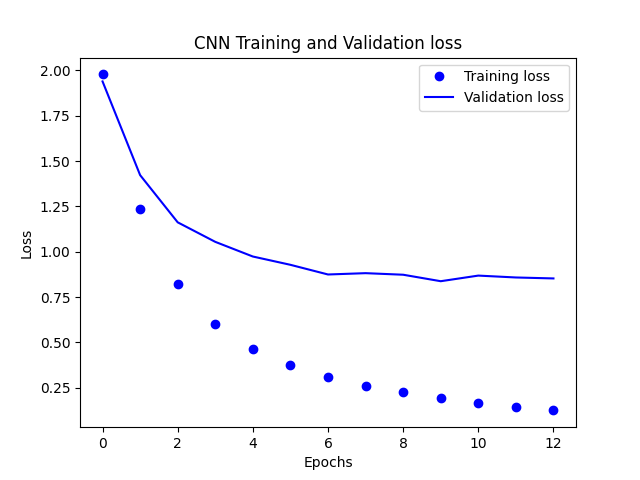 CNN Training and Validation loss
Training loss
Validation loss
2.00
1.75
1.50
1.25
1.00
0.75
0.50
0.25
Loss
0 2 4 6 8 10 12
Epochs